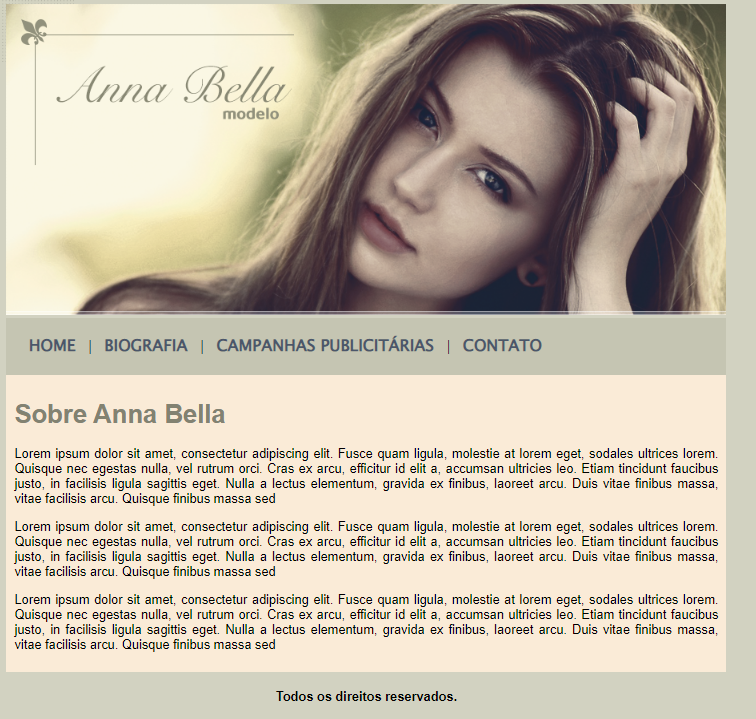 Anna Bella
modelo
HOME | BIOGRAFIA | CAMPANHAS PUBLICITÁRIAS | CONTATO
Sobre Anna Bella
Lorem ipsum dolor sit amet, consectetur adipiscing elit. Fusce quam ligula, molestie at lorem eget, sodales ultrices lorem.
Quisque nec egestas nulla, vel rutrum orci. Cras ex arcu, efficitur id elit a, accumsan ultricies leo. Etiam tincidunt faucibus
justo, in facilisis ligula sagittis eget. Nulla a lectus elementum, gravida ex finibus, laoreet arcu. Duis vitae finibus massa,
vitae facilisis arcu. Quisque finibus massa sed
Lorem ipsum dolor sit amet, consectetur adipiscing elit. Fusce quam ligula, molestie at lorem eget, sodales ultrices lorem.
Quisque nec egestas nulla, vel rutrum orci. Cras ex arcu, efficitur id elit a, accumsan ultricies leo. Etiam tincidunt faucibus
justo, in facilisis ligula sagittis eget. Nulla a lectus elementum, gravida ex finibus, laoreet arcu. Duis vitae finibus massa,
vitae facilisis arcu. Quisque finibus massa sed
Lorem ipsum dolor sit amet, consectetur adipiscing elit. Fusce quam ligula, molestie at lorem eget, sodales ultrices lorem.
Quisque nec egestas nulla, vel rutrum orci. Cras ex arcu, efficitur id elit a, accumsan ultricies leo. Etiam tincidunt faucibus
justo, in facilisis ligula sagittis eget. Nulla a lectus elementum, gravida ex finibus, laoreet arcu. Duis vitae finibus massa,
vitae facilisis arcu. Quisque finibus massa sed
Todos os direitos reservados.